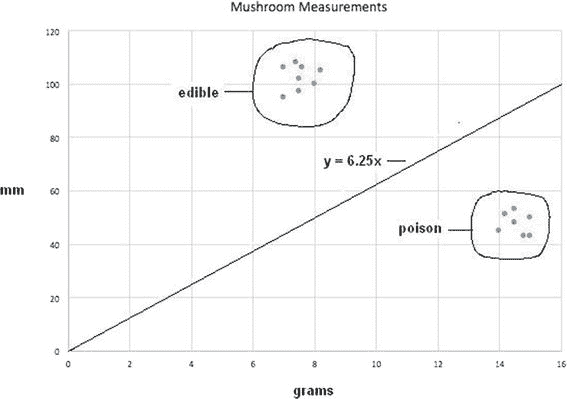 Mushroom Measurements
120
100
80
60
40
20
0
mm
edible
y = 6.25x
poison
0 2 4 6 8 10 12 14 16
grams